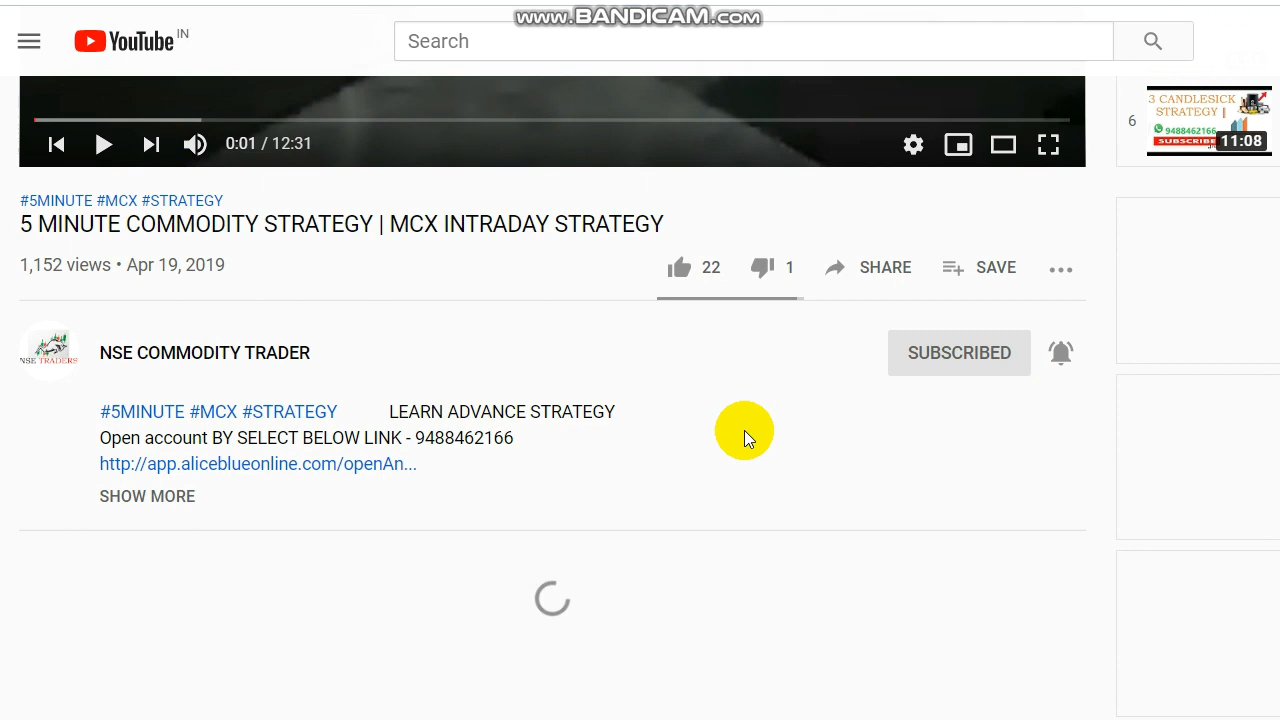 www.BANDICAM.com
YouTube IN
Search
6
3 CANDLESICK
STRATEGY
9488462166
SUBSCRIBE
11:08
0:01 / 12:31
#5MINUTE #MCX #STRATEGY
5 MINUTE COMMODITY STRATEGY | MCX INTRADAY STRATEGY
1,152 views • Apr 19, 2019
22 1 SHARE SAVE
NSE TRADERS
NSE COMMODITY TRADER
SUBSCRIBED
#5MINUTE #MCX #STRATEGY LEARN ADVANCE STRATEGY
Open account BY SELECT BELOW LINK - 9488462166
http://app.aliceblueonline.com/openAn...
SHOW MORE